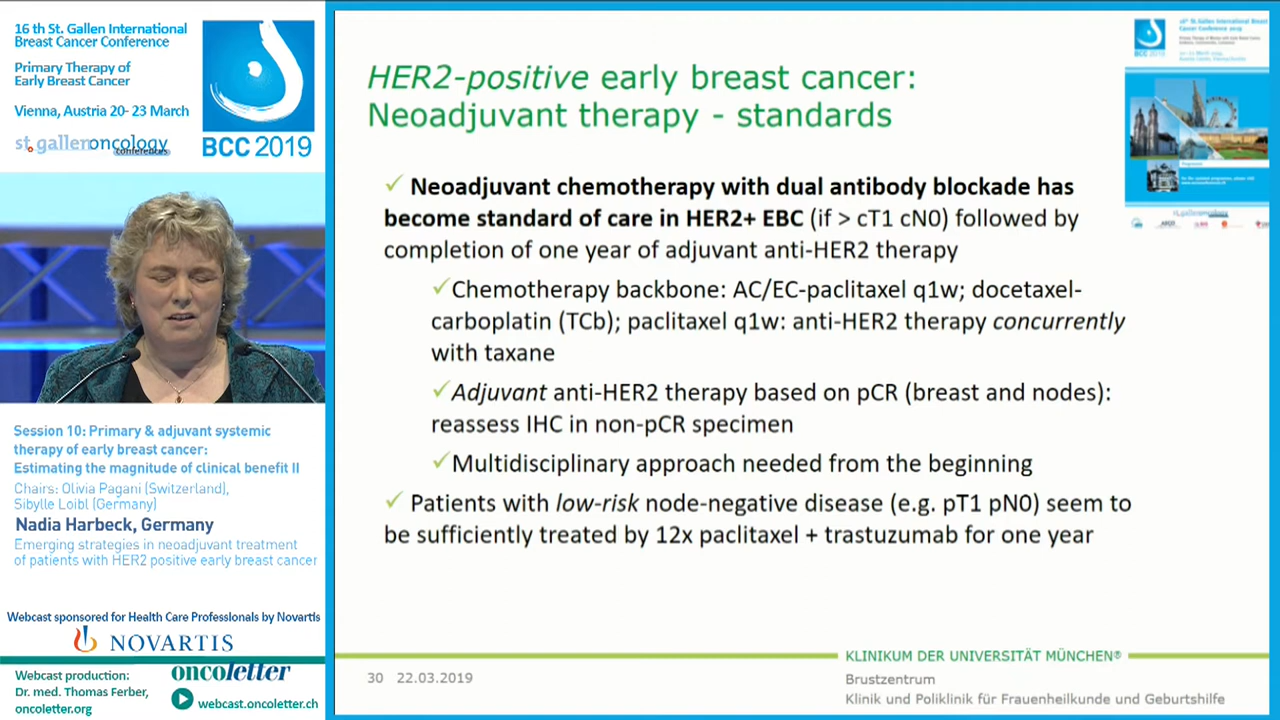 16 th St. Gallen International
Breast Cancer Conference
Primary Therapy of
Early Breast Cancer
Vienna, Austria 20- 23 March
st.gallenoncology
conferences
BCC 2019
Session 10: Primary & adjuvant systemic
therapy of early breast cancer:
Estimating the magnitude of clinical benefit II
Chairs: Olivia Pagani (Switzerland),
Sibylle Loibl (Germany)
Nadia Harbeck, Germany
Emerging strategies in neoadjuvant treatment
of patients with HER2 positive early breast cancer
Webcast sponsored for Health Care Professionals by Novartis
NOVARTIS
Webcast production:
Dr. med. Thomas Ferber,
oncoletter.org
oncoletter
webcast.oncoletter.ch
HER2-positive early breast cancer:
Neoadjuvant therapy - standards
✓ Neoadjuvant chemotherapy with dual antibody blockade has
become standard of care in HER2+ EBC (if > cT1 cN0) followed by
completion of one year of adjuvant anti-HER2 therapy
✓Chemotherapy backbone: AC/EC-paclitaxel q1w; docetaxel-
carboplatin (TCb); paclitaxel q1w: anti-HER2 therapy concurrently
with taxane
✓Adjuvant anti-HER2 therapy based on pCR (breast and nodes):
reassess IHC in non-pCR specimen
✓Multidisciplinary approach needed from the beginning
✓ Patients with low-risk node-negative disease (e.g. pT1 pN0) seem to
be sufficiently treated by 12x paclitaxel + trastuzumab for one year
30 22.03.2019
KLINIKUM DER UNIVERSITÄT MÜNCHEN®
Brustzentrum
Klinik und Poliklinik für Frauenheilkunde und Geburtshilfe
BCC 2019